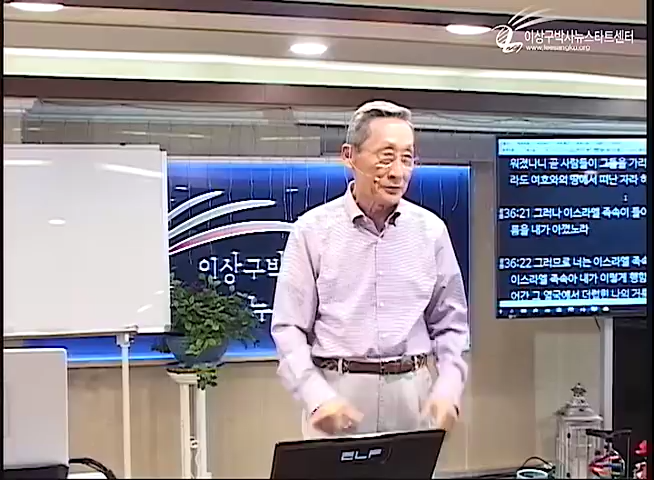 이상구박사뉴스타트센터
www.leesangku.org
워졌나니 곧 사람들이 그들을 가리
라도 여호와의 땅에서 떠난 자라 하
36:21 그러나 이스라엘 족속이 들어
름을 내가 아꼈노라
36:22 그러므로 너는 이스라엘 족속
이스라엘 족속아 내가 이렇게 행함
어간 그 열국에서 더럽힌 나의 거룩
이상구박
ELP